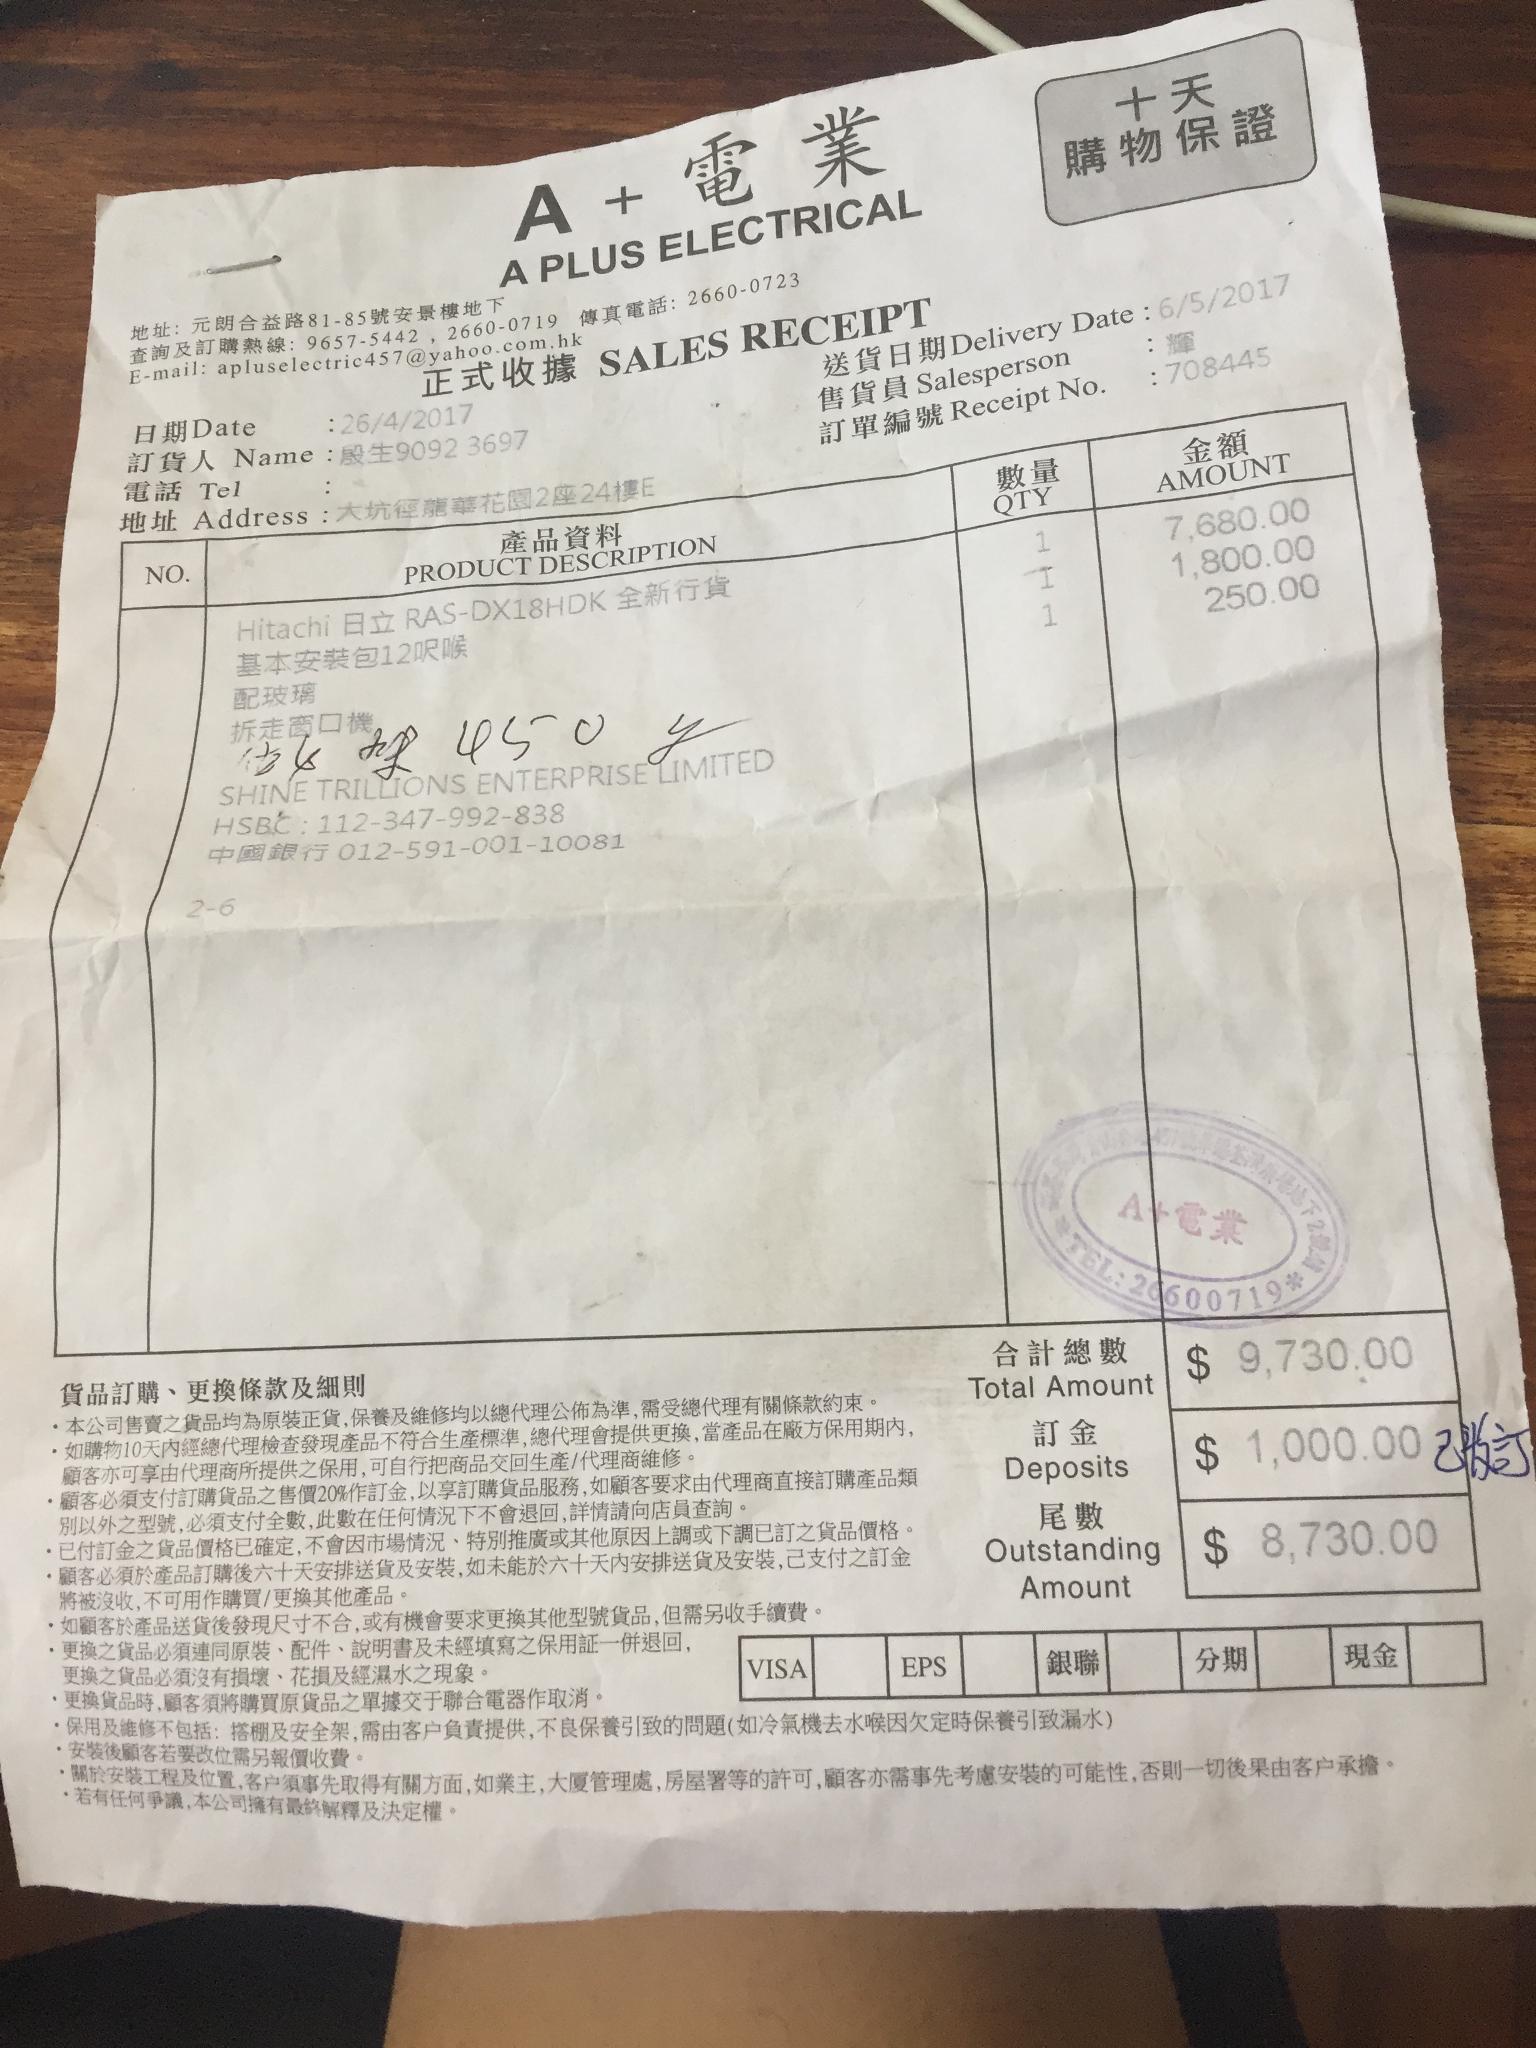 十天
購物保證
A + 電業
A PLUS ELECTRICAL
地址: 元朗合益路81-85號安景樓地下
查詢及訂購熱線: 9657-5442 , 2660-0719 傳真電話: 2660-0723
E-mail: apluselectric457@yahoo.com.hk
正式收據 SALES RECEIPT
送貨日期Delivery Date : 6/5/2017
售貨員 Salesperson : 輝
訂單編號 Receipt No. : 708445
日期Date : 26/4/2017
訂貨人 Name : 殷生9092 3697
電話 Tel :
地址 Address : 大坑徑龍華花園2座24樓E
NO. 產品資料 PRODUCT DESCRIPTION 數量 QTY 金額 AMOUNT
Hitachi 日立 RAS-DX18HDK 全新行貨 1 7,680.00
基本安裝包12呎喉 1 1,800.00
配玻璃 1 250.00
拆走窗口機
架 450
SHINE TRILLIONS ENTERPRISE LIMITED
HSBC : 112-347-992-838
中國銀行 012-591-001-10081
2-6
A+電業
TEL: 26600719*
合計總數 Total Amount $ 9,730.00
訂金 Deposits $ 1,000.00 已收訂
尾數 Outstanding Amount $ 8,730.00
貨品訂購、更換條款及細則
·本公司售賣之貨品均為原裝正貨,保養及維修均以總代理公佈為準,需受總代理有關條款約束。
·如購物10天內經總代理檢查發現產品不符合生產標準,總代理會提供更換,當產品在廠方保用期內,
顧客亦可享由代理商所提供之保用,可自行把商品交回生產/代理商維修。
·顧客必須支付訂購貨品之售價20%作訂金,以享訂購貨品服務,如顧客要求由代理商直接訂購產品類
別以外之型號,必須支付全數,此數在任何情況下不會退回,詳情請向店員查詢。
·已付訂金之貨品價格已確定,不會因市場情況、特別推廣或其他原因上調或下調已訂之貨品價格。
·顧客必須於產品訂購後六十天安排送貨及安裝,如未能於六十天內安排送貨及安裝,己支付之訂金
將被沒收,不可用作購買/更換其他產品。
·如顧客於產品送貨後發現尺寸不合,或有機會要求更換其他型號貨品,但需另收手續費。
·更換之貨品必須連同原裝、配件、說明書及未經填寫之保用証一併退回,
更換之貨品必須沒有損壞、花損及經濕水之現象。
·更換貨品時,顧客須將購買原貨品之單據交于聯合電器作取消。
VISA EPS 銀聯 分期 現金
·保用及維修不包括: 搭棚及安全架,需由客户負責提供,不良保養引致的問題(如冷氣機去水喉因欠定時保養引致漏水)
·安裝後顧客若要改位需另報價收費。
·關於安裝工程及位置,客户須事先取得有關方面,如業主,大厦管理處,房屋署等的許可,顧客亦需事先考慮安裝的可能性,否則一切後果由客户承擔。
·若有任何爭議,本公司擁有最終解釋及決定權。